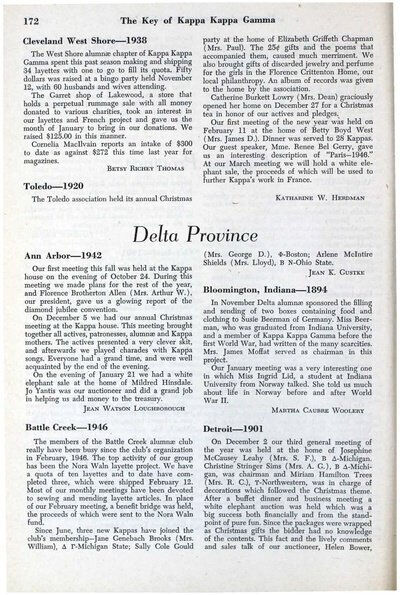 172
The Key of Kappa Kappa Gamma
Cleveland West Shore—1938
The West Shore alumnæ chapter of Kappa Kappa
Gamma spent this past season making and shipping
34 layettes with one to go to fill its quota. Fifty
dollars was raised at a bingo party held November
12, with 60 husbands and wives attending.
The Garret shop of Lakewood, a store that
holds a perpetual rummage sale with all money
donated to various charities, took an interest in
our layettes and French project and gave us the
month of January to bring in our donations. We
raised $125.00 in this manner.
Cornelia MacIlvain reports an intake of $300
to date as against $272 this time last year for
magazines.
BETSY RICHEY THOMAS
Toledo—1920
The Toledo association held its annual Christmas
party at the home of Elizabeth Griffeth Chapman
(Mrs. Paul). The 25¢ gifts and the poems that
accompanied them, caused much merriment. We
also brought gifts of discarded jewelry and perfume
for the girls in the Florence Crittenton Home, our
local philanthropy. An album of records was given
to the home by the association.
Catherine Burkett Lowry (Mrs. Dean) graciously
opened her home on December 27 for a Christmas
tea in honor of our actives and pledges.
Our first meeting of the new year was held on
February 11 at the home of Betty Boyd West
(Mrs. James D.). Dinner was served to 28 Kappas.
Our guest speaker, Mme. Renee Bel Gerry, gave
us an interesting description of "Paris—1946."
At our March meeting we will hold a white ele-
phant sale, the proceeds of which will be used to
further Kappa's work in France.
KATHARINE W. HERDMAN
Delta Province
Ann Arbor—1942
Our first meeting this fall was held at the Kappa
house on the evening of October 24. During this
meeting we made plans for the rest of the year,
and Florence Brotherton Allen (Mrs. Arthur W.),
our president, gave us a glowing report of the
diamond jubilee convention.
On December 5 we had our annual Christmas
meeting at the Kappa House. This meeting brought
together all actives, patronesses, alumnæ and Kappa
mothers. The actives presented a very clever skit,
and afterwards we played charades with Kappa
songs. Everyone had a grand time, and were well
acquainted by the end of the evening.
On the evening of January 21 we had a white
elephant sale at the home of Mildred Hinsdale.
Jo Yantis was our auctioneer and did a grand job
in helping us add money to the treasury.
JEAN WATSON LOUGHBOROUGH
Battle Creek—1946
The members of the Battle Creek alumnæ club
really have been busy since the club's organization
in February, 1946. The top activity of our group
has been the Nora Waln layette project. We have
a quota of ten layettes and to date have com-
pleted three, which were shipped February 12.
Most of our monthly meetings have been devoted
to sewing and mending layette articles. In place
of our February meeting, a benefit bridge was held,
the proceeds of which were sent to the Nora Waln
fund.
Since June, three new Kappas have joined the
club's membership—Jane Genebach Brooks (Mrs.
William), Δ Γ-Michigan State; Sally Cole Gould
(Mrs. George D.), Φ-Boston; Arlene McIntire
Shields (Mrs. Lloyd), B N-Ohio State.
JEAN K. GUSTKE
Bloomington, Indiana—1894
In November Delta alumnæ sponsored the filling
and sending of two boxes containing food and
clothing to Susie Beerman of Germany. Miss Beer-
man, who was graduated from Indiana University,
and a member of Kappa Kappa Gamma before the
first World War, had written of the many scarcities.
Mrs. James Moffat served as chairman in this
project.
Our January meeting was a very interesting one
in which Miss Ingrid Lid, a student at Indiana
University from Norway talked. She told us much
about life in Norway before and after World
War II.
MARTHA CAUBRE WOOLERY
Detroit—1901
On December 2 our third general meeting of
the year was held at the home of Josephine
McCausey Leahy (Mrs. S. F.), B Δ-Michigan.
Christine Stringer Sims (Mrs. A. G.), B Δ-Michi-
gan, was chairman and Miriam Hamilton Trees
(Mrs. R. C.), Υ-Northwestern, was in charge of
decorations which followed the Christmas theme.
After a buffet dinner and business meeting a
white elephant auction was held which was a
big success both financially and from the stand-
point of pure fun. Since the packages were wrapped
as Christmas gifts the bidder had no knowledge
of the contents. This fact and the lively comments
and sales talk of our auctioneer, Helen Bower,